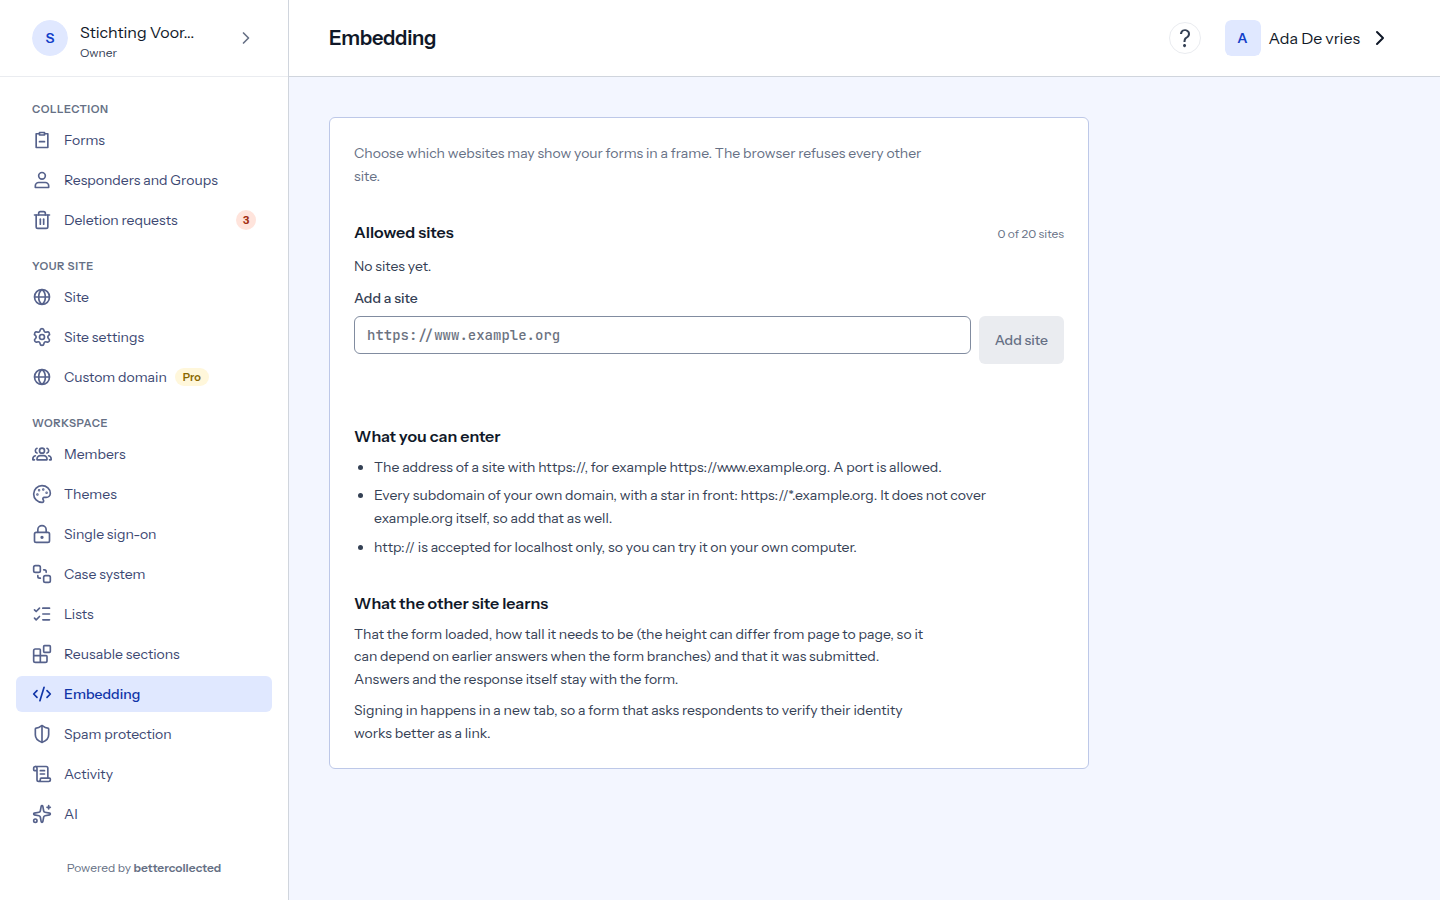 S
Stichting Voor...
Owner
Embedding
?
A
Ada De vries
COLLECTION
Forms
Responders and Groups
Deletion requests
3
YOUR SITE
Site
Site settings
Custom domain
Pro
WORKSPACE
Members
Themes
Single sign-on
Case system
Lists
Reusable sections
Embedding
Spam protection
Activity
AI
Powered by bettercollected
Choose which websites may show your forms in a frame. The browser refuses every other
site.
Allowed sites
0 of 20 sites
No sites yet.
Add a site
https://www.example.org
Add site
What you can enter
• The address of a site with https://, for example https://www.example.org. A port is allowed.
• Every subdomain of your own domain, with a star in front: https://*.example.org. It does not cover
example.org itself, so add that as well.
• http:// is accepted for localhost only, so you can try it on your own computer.
What the other site learns
That the form loaded, how tall it needs to be (the height can differ from page to page, so it
can depend on earlier answers when the form branches) and that it was submitted.
Answers and the response itself stay with the form.
Signing in happens in a new tab, so a form that asks respondents to verify their identity
works better as a link.